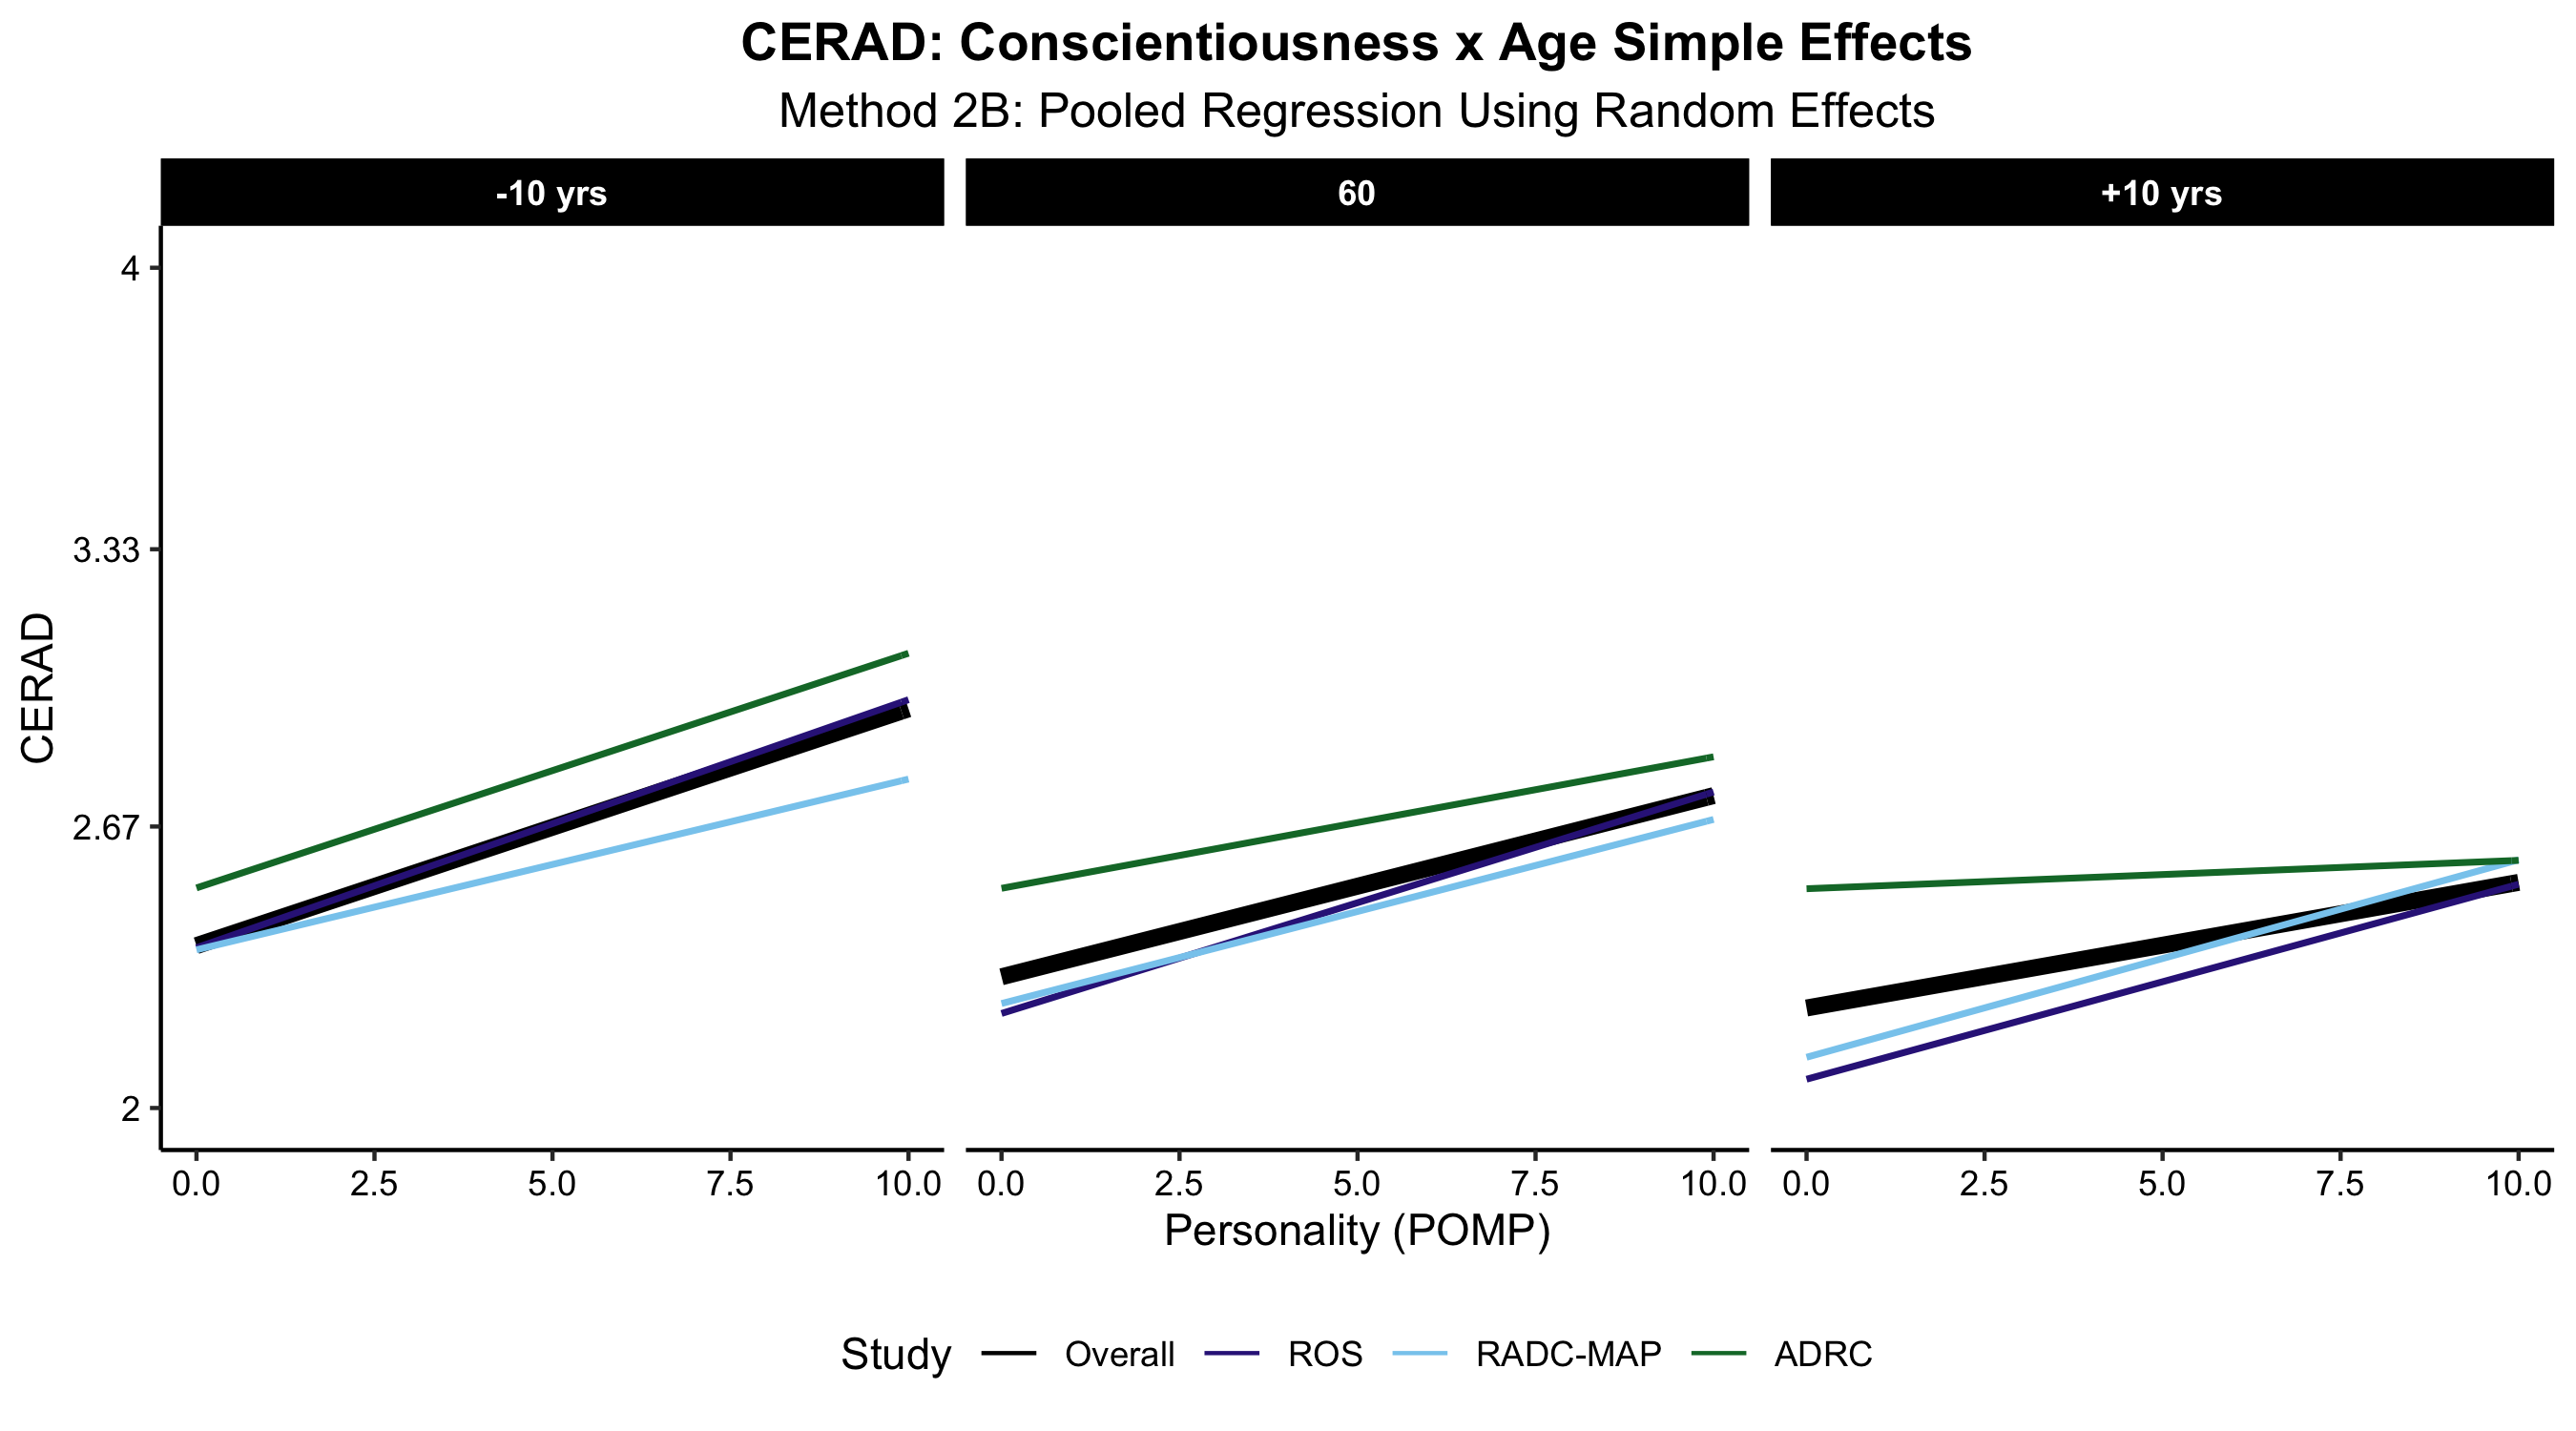 CERAD: Conscientiousness x Age Simple Effects
Method 2B: Pooled Regression Using Random Effects
-10 yrs 60 +10 yrs
4
3.33
2.67
2
CERAD
0.0 2.5 5.0 7.5 10.0 0.0 2.5 5.0 7.5 10.0 0.0 2.5 5.0 7.5 10.0
Personality (POMP)
Study Overall ROS RADC-MAP ADRC